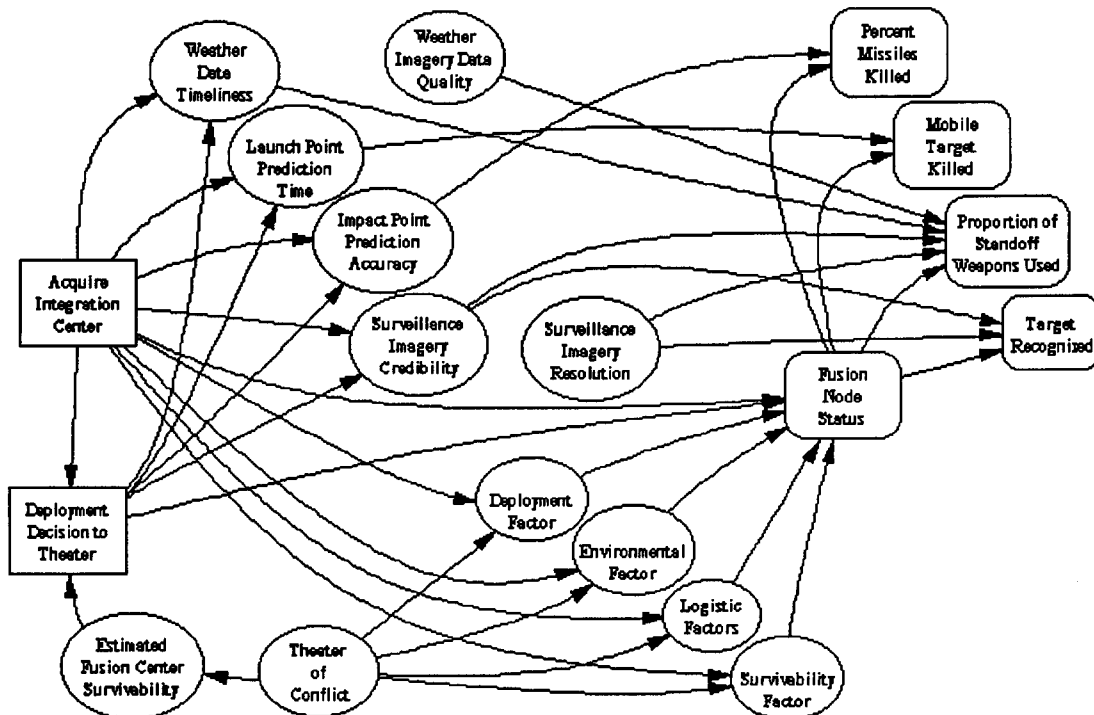 Weather
Data
Timeliness
Weather
Imagery Data
Quality
Percent
Missiles
Killed
Launch Point
Prediction
Time
Mobile
Target
Killed
Impact Point
Prediction
Accuracy
Proportion of
Standoff
Weapons Used
Acquire
Integration
Center
Surveillance
Imagery
Credibility
Surveillance
Imagery
Resolution
Target
Recognized
Fusion
Node
Status
Deployment
Decision to
Theater
Deployment
Factor
Environmental
Factor
Logistic
Factors
Estimated
Fusion Center
Survivability
Theater
of
Conflict
Survivability
Factor